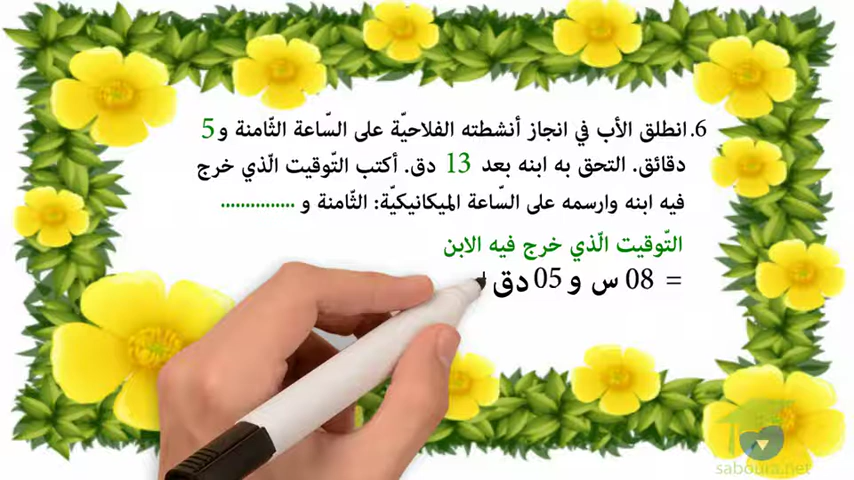 6. انطلق الأب في انجاز أنشطته الفلاحيّة على السّاعة الثّامنة و 5
دقائق. التحق به ابنه بعد 13 دق. أكتب التّوقيت الّذي خرج
فيه ابنه وارسمه على السّاعة الميكانيكيّة: الثّامنة و ...............
التّوقيت الّذي خرج فيه الابن
= 08 س و 05 دق
saboura.net